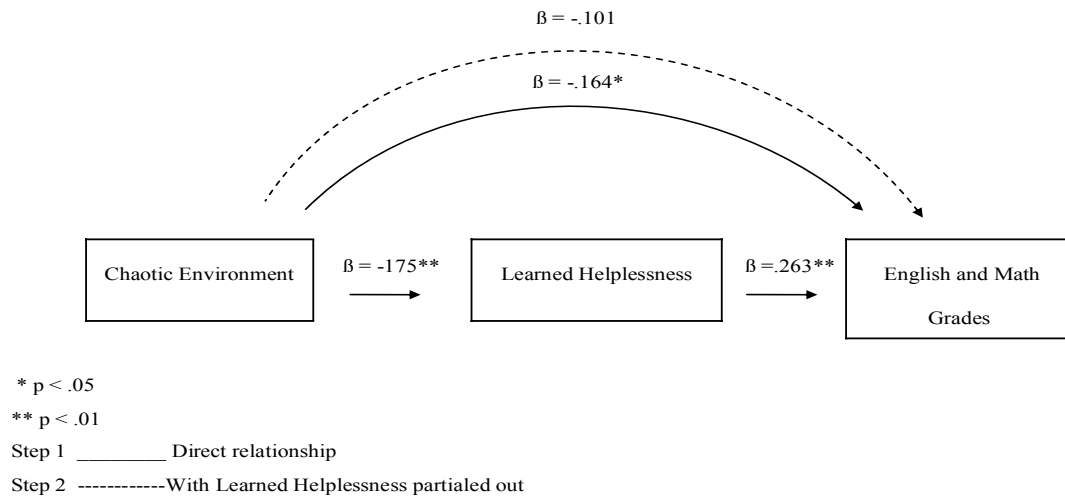 ß = -.101
ß = -.164*
Chaotic Environment
ß = -175**
Learned Helplessness
ß =.263**
English and Math
Grades
* p < .05
** p < .01
Step 1 _________ Direct relationship
Step 2 ------------With Learned Helplessness partialed out